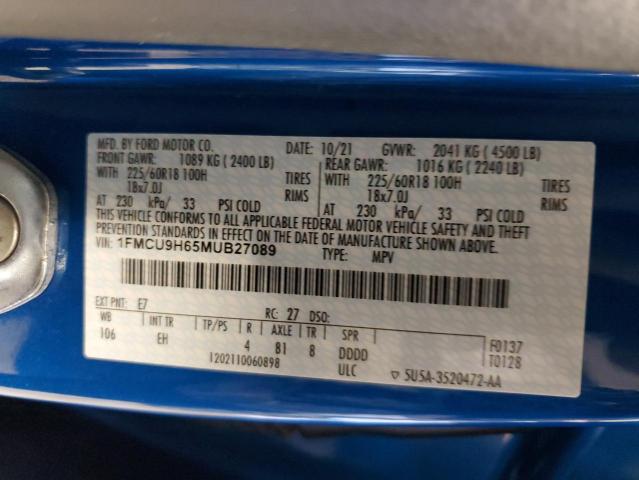 MFD. BY FORD MOTOR CO. DATE: 10/21 GVWR: 2041 KG ( 4500 LB)
FRONT GAWR: 1089 KG ( 2400 LB) REAR GAWR: 1016 KG ( 2240 LB)
WITH 225/60R18 100H TIRES WITH 225/60R18 100H TIRES
18x7.0J RIMS 18x7.0J RIMS
AT 230 kPa/ 33 PSI COLD AT 230 kPa/ 33 PSI COLD
THIS VEHICLE CONFORMS TO ALL APPLICABLE FEDERAL MOTOR VEHICLE SAFETY AND THEFT
PREVENTION STANDARDS IN EFFECT ON THE DATE OF MANUFACTURE SHOWN ABOVE.
VIN: 1FMCU9H65MUB27089 TYPE: MPV
EXT PNT: E7 RC: 27 DSO:
WB INT TR TP/PS R AXLE TR SPR F0137
106 EH 4 81 8 DDDD T0128
1202110060898 ULC ▽ 5U5A-3520472-AA